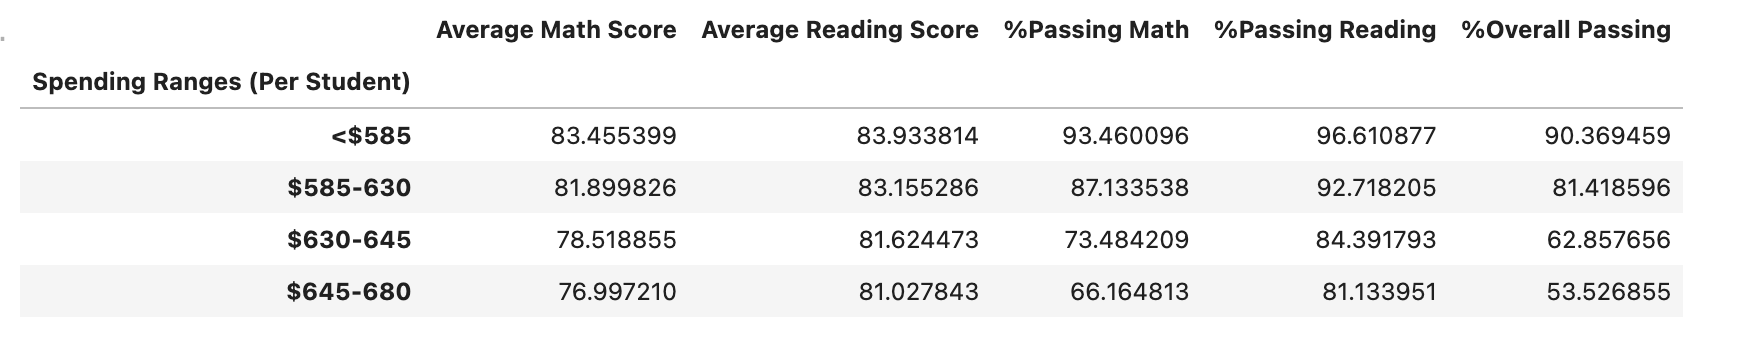 Average Math Score Average Reading Score %Passing Math %Passing Reading %Overall Passing
Spending Ranges (Per Student)
<$585 83.455399 83.933814 93.460096 96.610877 90.369459
$585-630 81.899826 83.155286 87.133538 92.718205 81.418596
$630-645 78.518855 81.624473 73.484209 84.391793 62.857656
$645-680 76.997210 81.027843 66.164813 81.133951 53.526855